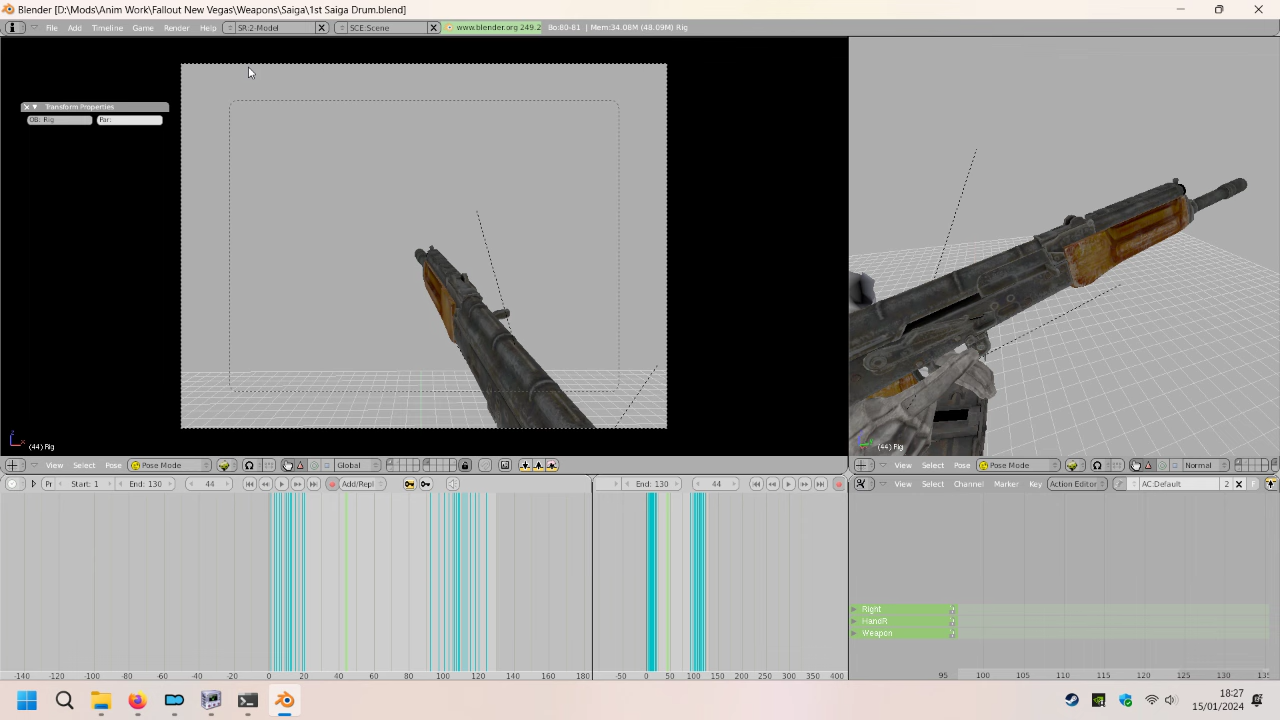 Blender [D:\Mods\Anim Work\Fallout New Vegas\Weapons\Saiga\1st Saiga Drum.blend]
File Add Timeline Game Render Help SR:2-Model SCE:Scene www.blender.org 249.2 Bo:80-81 | Mem:34.08M (48.09M) Rig
Transform Properties
OB: Rig Par:
(44) Rig
(44) Rig
View Select Pose Pose Mode Global
View Select Pose Pose Mode Normal
Pr Start: 1 End: 130 44 Add/Repl
End: 130 44
View Select Channel Marker Key Action Editor AC:Default 2 F
Right
HandR
Weapon
-140 -120 -100 -80 -60 -40 -20 0 20 40 60 80 100 120 140 160 180
-50 0 50 100 150 200 250 300 350 400
95 100 105 110 115 120 125 130
18:27
15/01/2024